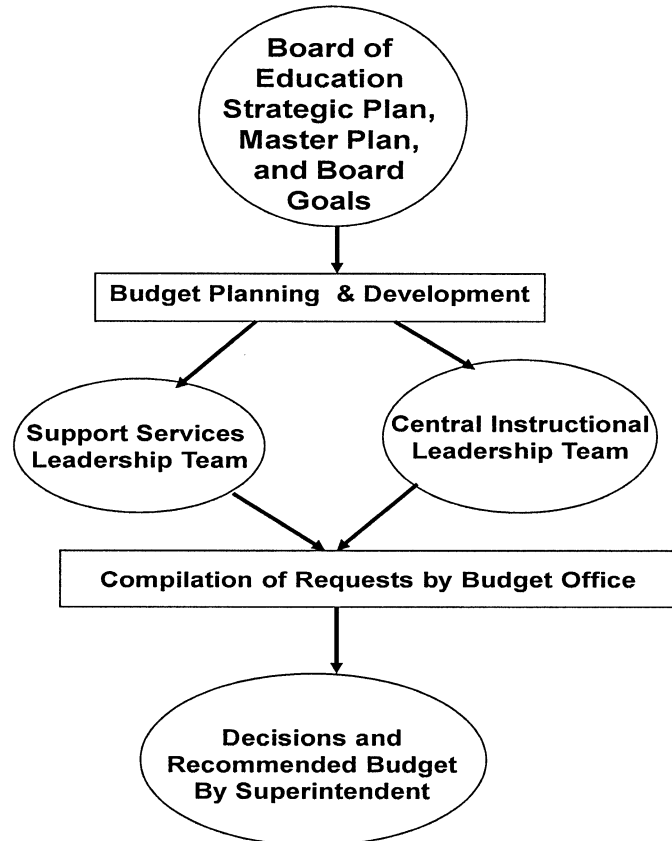 Board of
Education
Strategic Plan,
Master Plan,
and Board
Goals
Budget Planning & Development
Support Services
Leadership Team
Central Instructional
Leadership Team
Compilation of Requests by Budget Office
Decisions and
Recommended Budget
By Superintendent